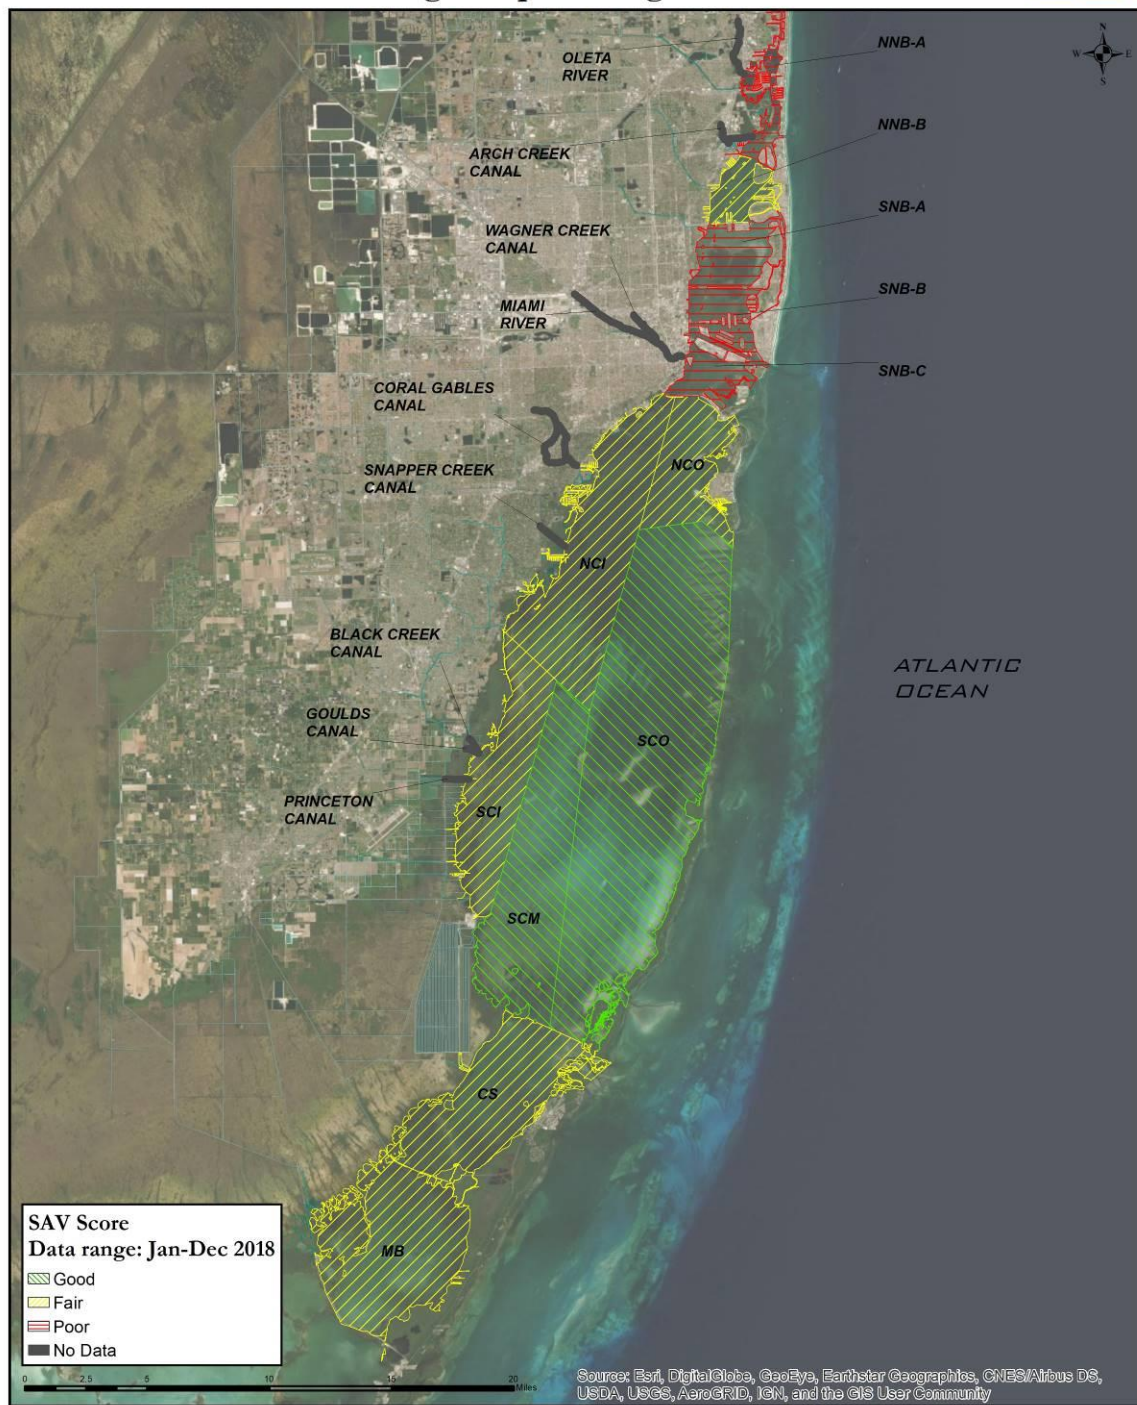 N
W E
S
OLETA
RIVER
NNB-A
ARCH CREEK
CANAL
NNB-B
SNB-A
WAGNER CREEK
CANAL
SNB-B
MIAMI
RIVER
SNB-C
CORAL GABLES
CANAL
NCO
SNAPPER CREEK
CANAL
NCI
BLACK CREEK
CANAL
ATLANTIC
OCEAN
GOULDS
CANAL
SCO
PRINCETON
CANAL
SCI
SCM
CS
MB
SAV Score
Data range: Jan-Dec 2018
Good
Fair
Poor
No Data
0 2.5 5 10 15 20
Miles
Source: Esri, DigitalGlobe, GeoEye, Earthstar Geographics, CNES/Airbus DS,
USDA, USGS, AeroGRID, IGN, and the GIS User Community